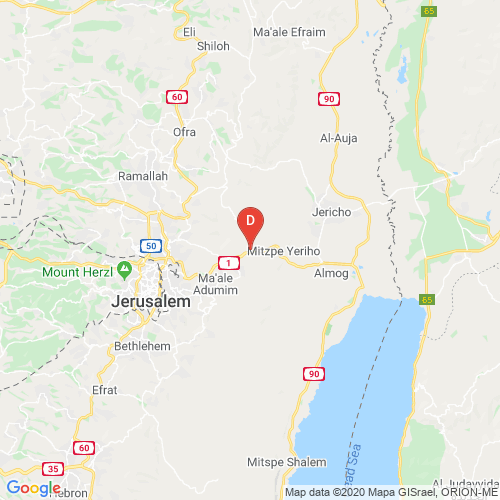 Eli
Ma'ale Efraim
65
Shiloh
60
90
Ofra
Al-Auja
Ramallah
Jericho
D
50
Mitzpe Yeriho
1
Mount Herzl
Almog
Ma'ale
Adumim
Jerusalem
65
Bethlehem
90
Efrat
60
Mitspe Shalem
35
ead Sea
Al Judayyida
Google
Hebron
Map data ©2020 Mapa GISrael, ORION-ME